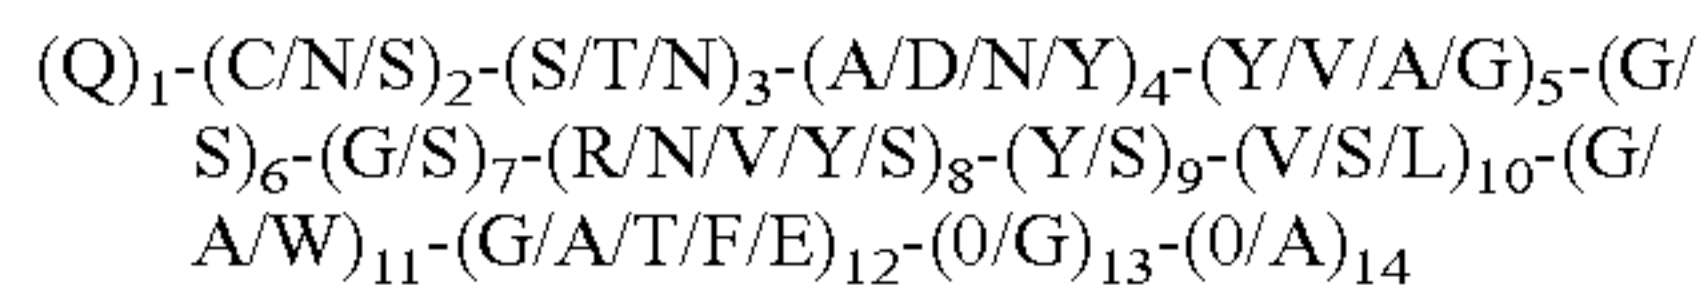 (Q)₁-(C/N/S)₂-(S/T/N)₃-(A/D/N/Y)₄-(Y/V/A/G)₅-(G/
S)₆-(G/S)₇-(R/N/V/Y/S)₈-(Y/S)₉-(V/S/L)₁₀-(G/
A/W)₁₁-(G/A/T/F/E)₁₂-(0/G)₁₃-(0/A)₁₄